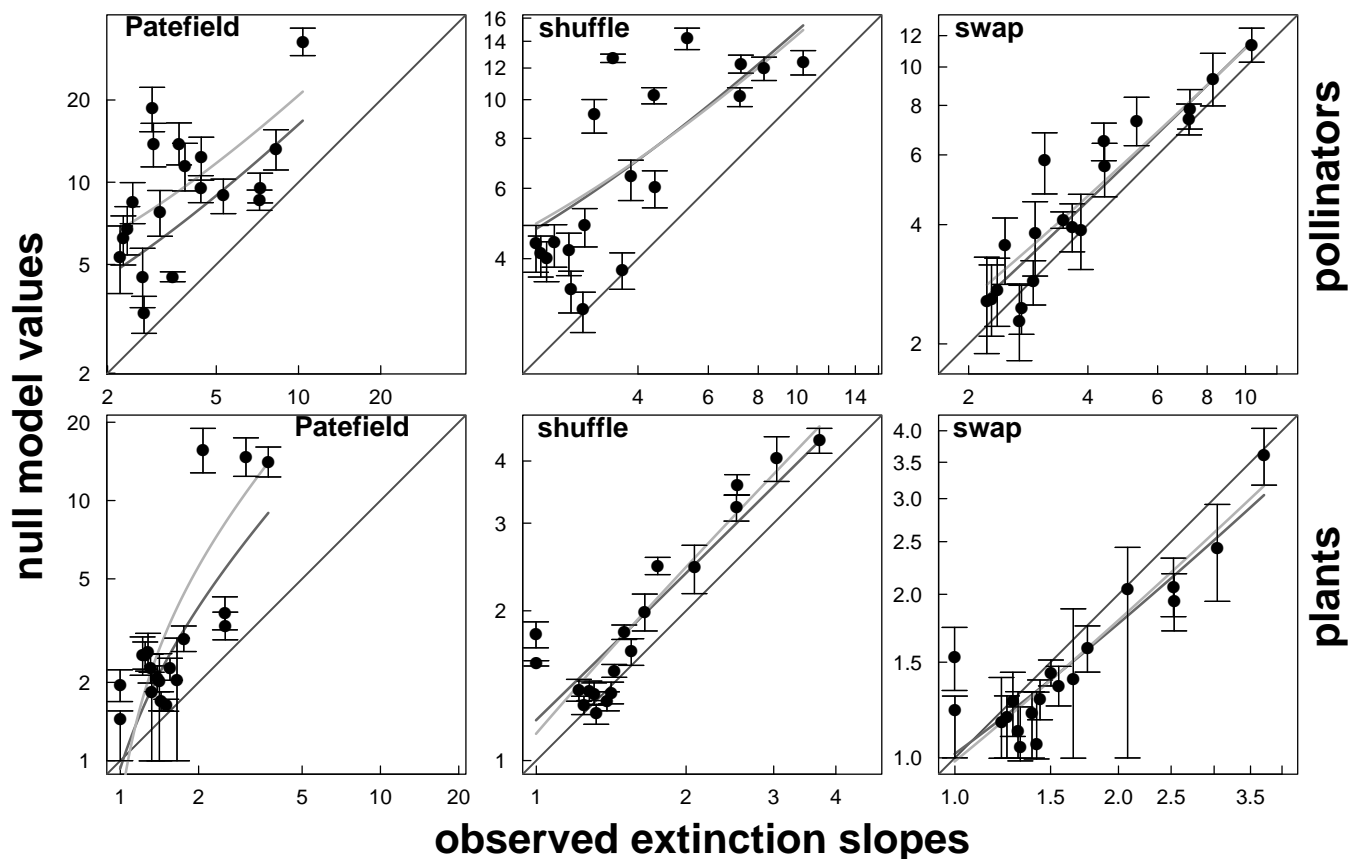 Patefield
shuffle
swap
20
10
5
2
16
14
12
10
8
6
4
12
10
8
6
4
2
2 5 10 20
4 6 8 10 14
2 4 6 8 10
pollinators
null model values
Patefield
shuffle
swap
20
10
5
2
1
4
3
2
1
4.0
3.5
3.0
2.5
2.0
1.5
1.0
1 2 5 10 20
1 2 3 4
1.0 1.5 2.0 2.5 3.5
plants
observed extinction slopes